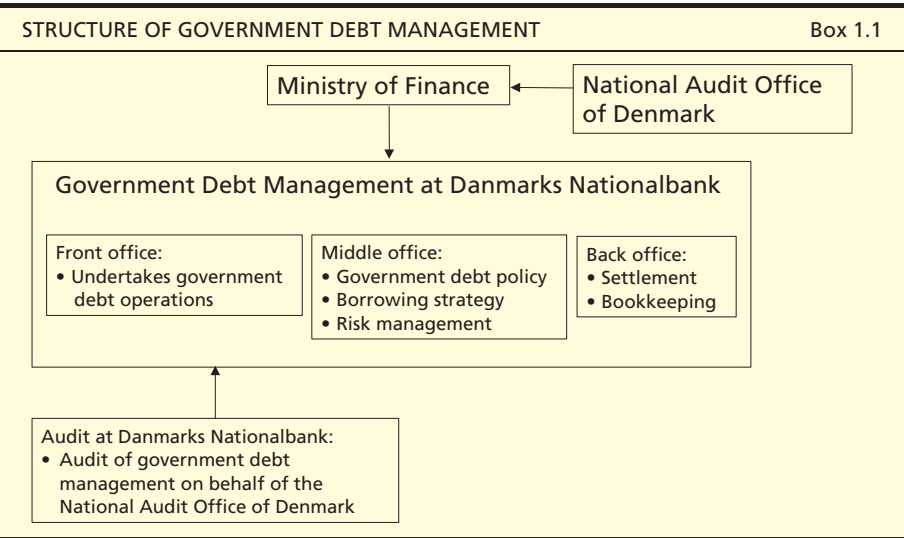 STRUCTURE OF GOVERNMENT DEBT MANAGEMENT Box 1.1
Ministry of Finance
National Audit Office
of Denmark
Government Debt Management at Danmarks Nationalbank
Front office:
• Undertakes government
debt operations
Middle office:
• Government debt policy
• Borrowing strategy
• Risk management
Back office:
• Settlement
• Bookkeeping
Audit at Danmarks Nationalbank:
• Audit of government debt
management on behalf of the
National Audit Office of Denmark